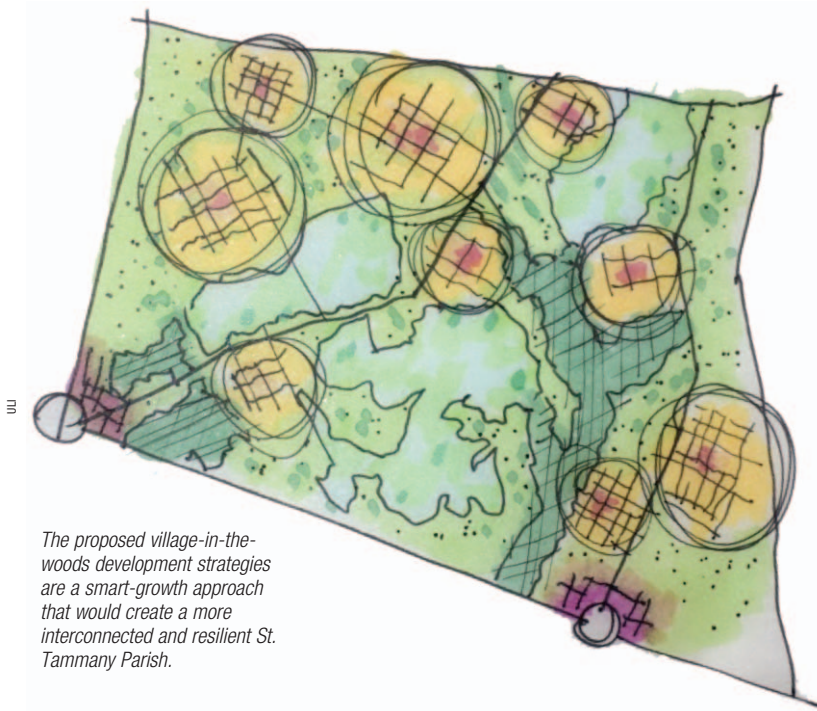 The proposed village-in-the-
woods development strategies
are a smart-growth approach
that would create a more
interconnected and resilient St.
Tammany Parish.